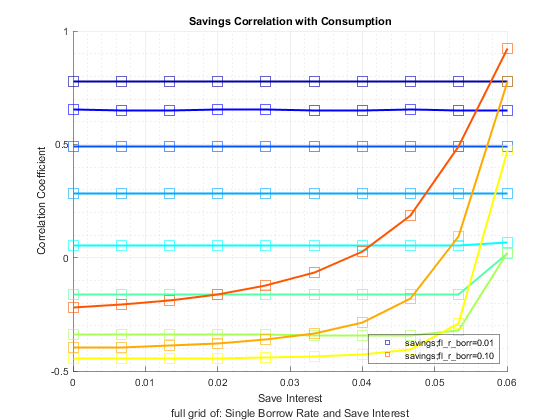 Savings Correlation with Consumption
1
0.5
0
-0.5
Correlation Coefficient
0
0.01
0.02
0.03
0.04
0.05
0.06
savings;fl_r_borr=0.01
savings;fl_r_borr=0.10
Save Interest
full grid of: Single Borrow Rate and Save Interest